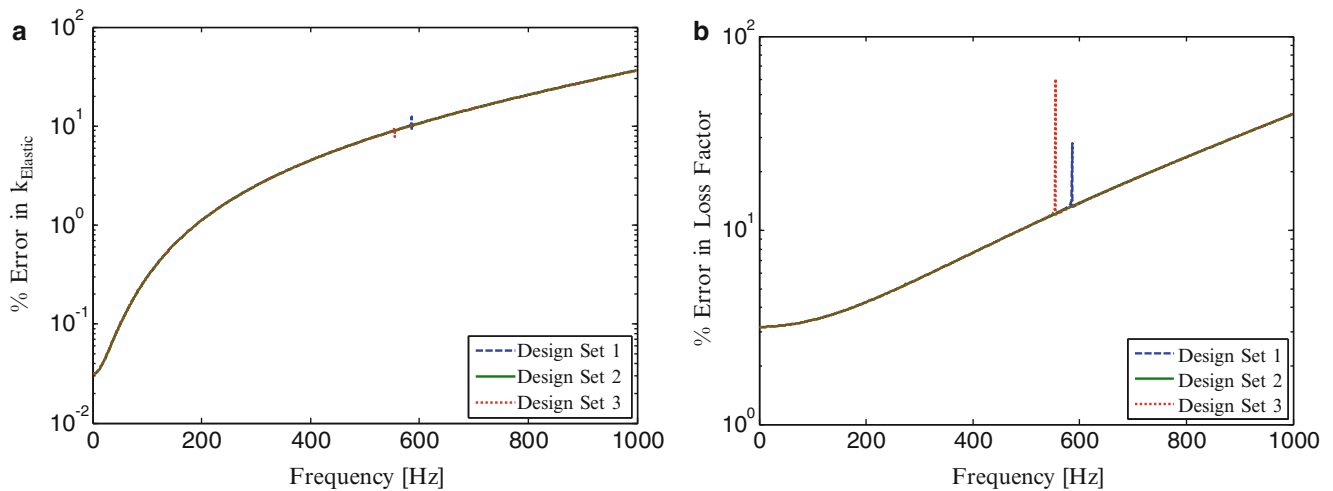 a
% Error in k_Elastic
10^2
10^1
10^0
10^-1
10^-2
0 200 400 600 800 1000
Frequency [Hz]
Design Set 1
Design Set 2
Design Set 3
b
% Error in Loss Factor
10^2
10^1
10^0
0 200 400 600 800 1000
Frequency [Hz]
Design Set 1
Design Set 2
Design Set 3